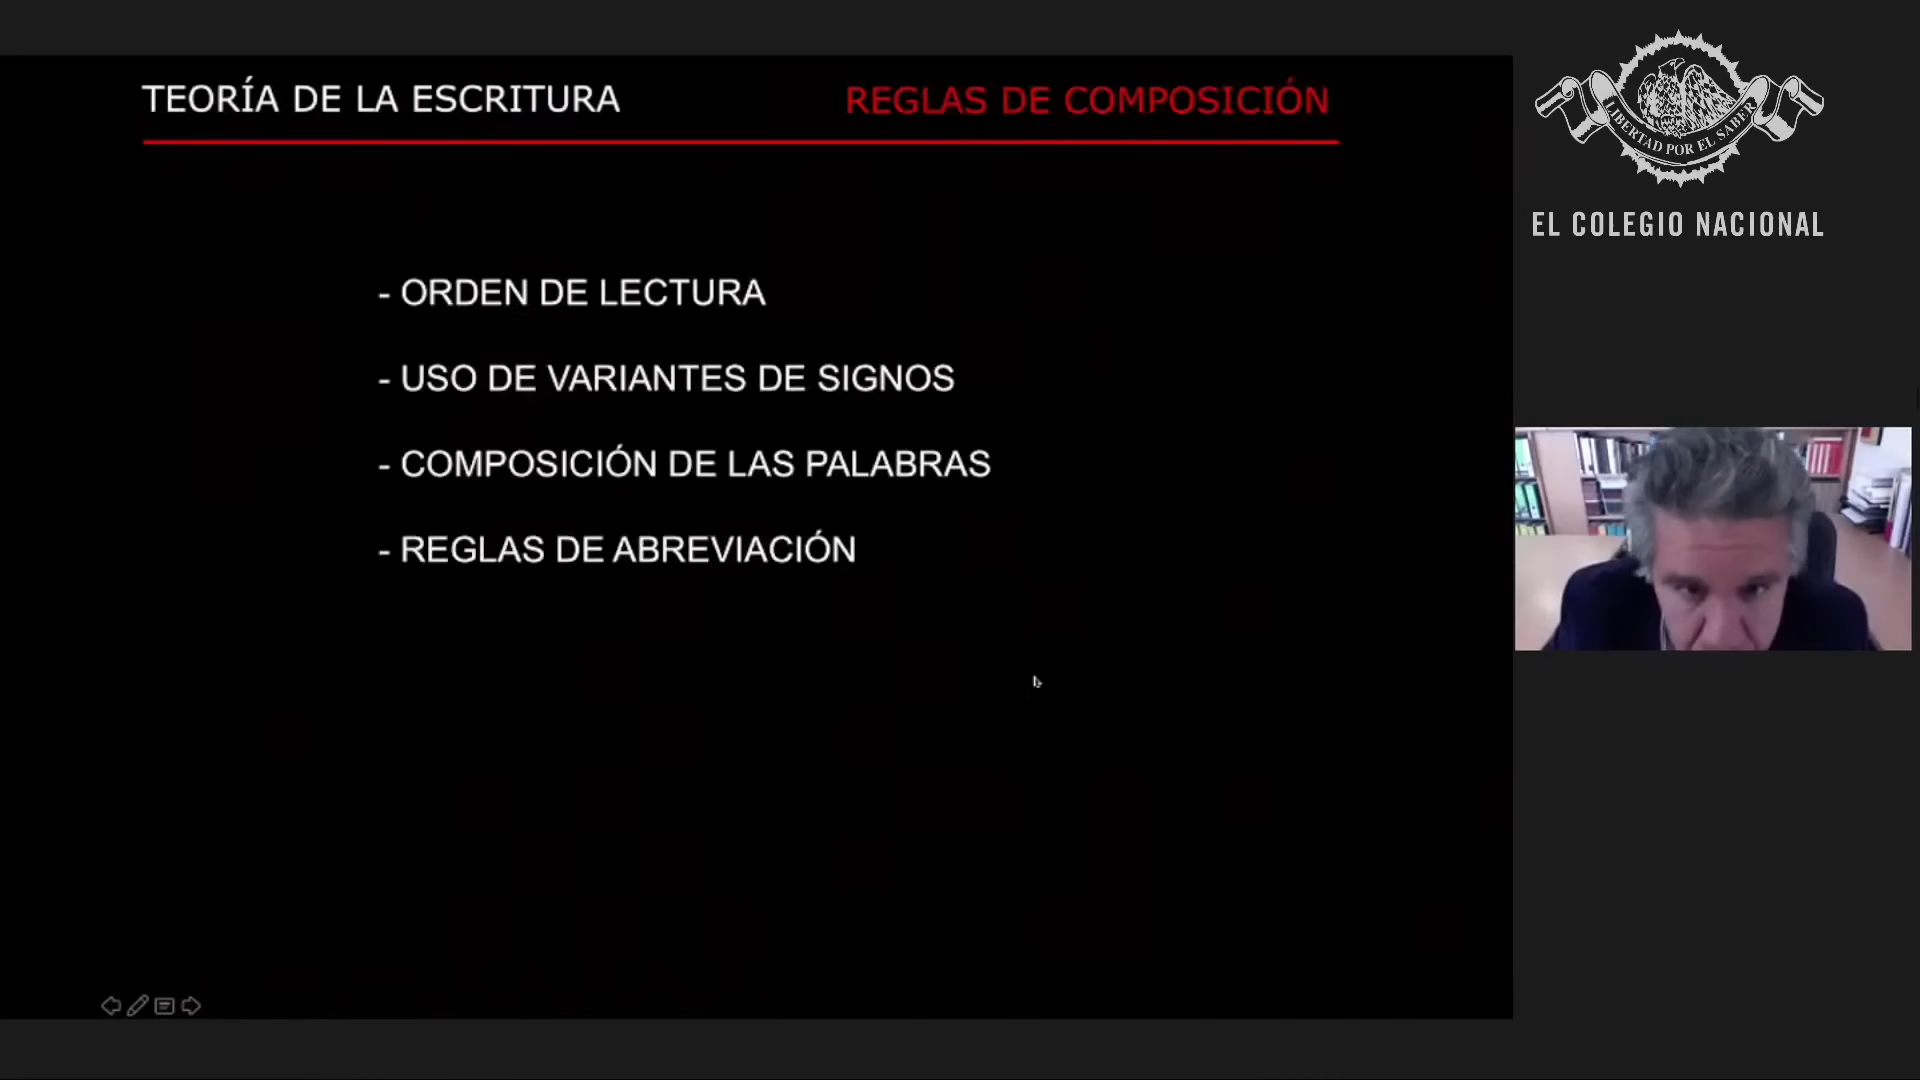 TEORÍA DE LA ESCRITURA
REGLAS DE COMPOSICIÓN
- ORDEN DE LECTURA
- USO DE VARIANTES DE SIGNOS
- COMPOSICIÓN DE LAS PALABRAS
- REGLAS DE ABREVIACIÓN
LIBERTAD POR EL SABER
EL COLEGIO NACIONAL